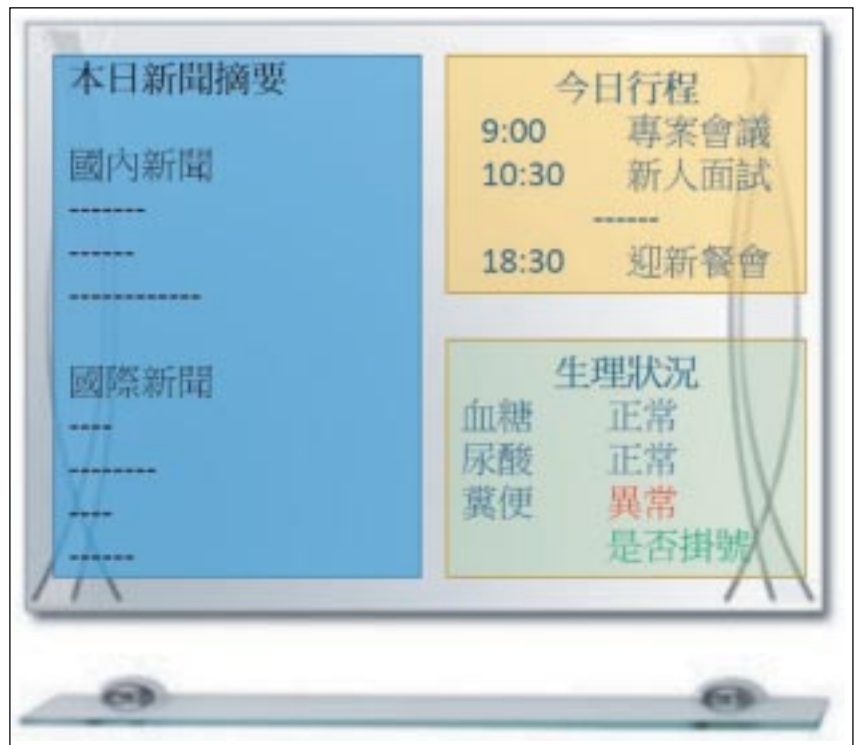 本日新聞摘要
國內新聞
-------
------
------------
國際新聞
----
--------
----
------
今日行程
9:00 專案會議
10:30 新人面試
------
18:30 迎新餐會
生理狀況
血糖 正常
尿酸 正常
糞便 異常
是否掛號